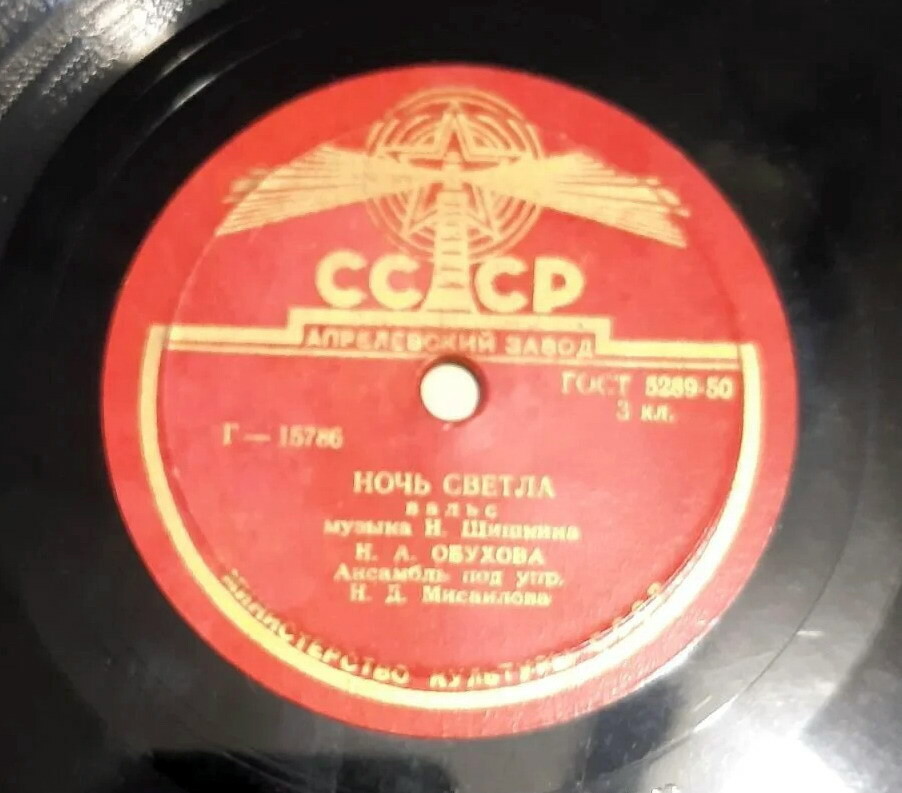 СССР
АПРЕЛЕВСКИЙ ЗАВОД
ГОСТ 5289-50
3 кл.
Г — 15786
НОЧЬ СВЕТЛА
вальс
музыка Н. Шишкина
Н. А. ОБУХОВА
Ансамбль под упр.
Н. Д. Мисаилова
МИНИСТЕРСТВО КУЛЬТУРЫ СССР